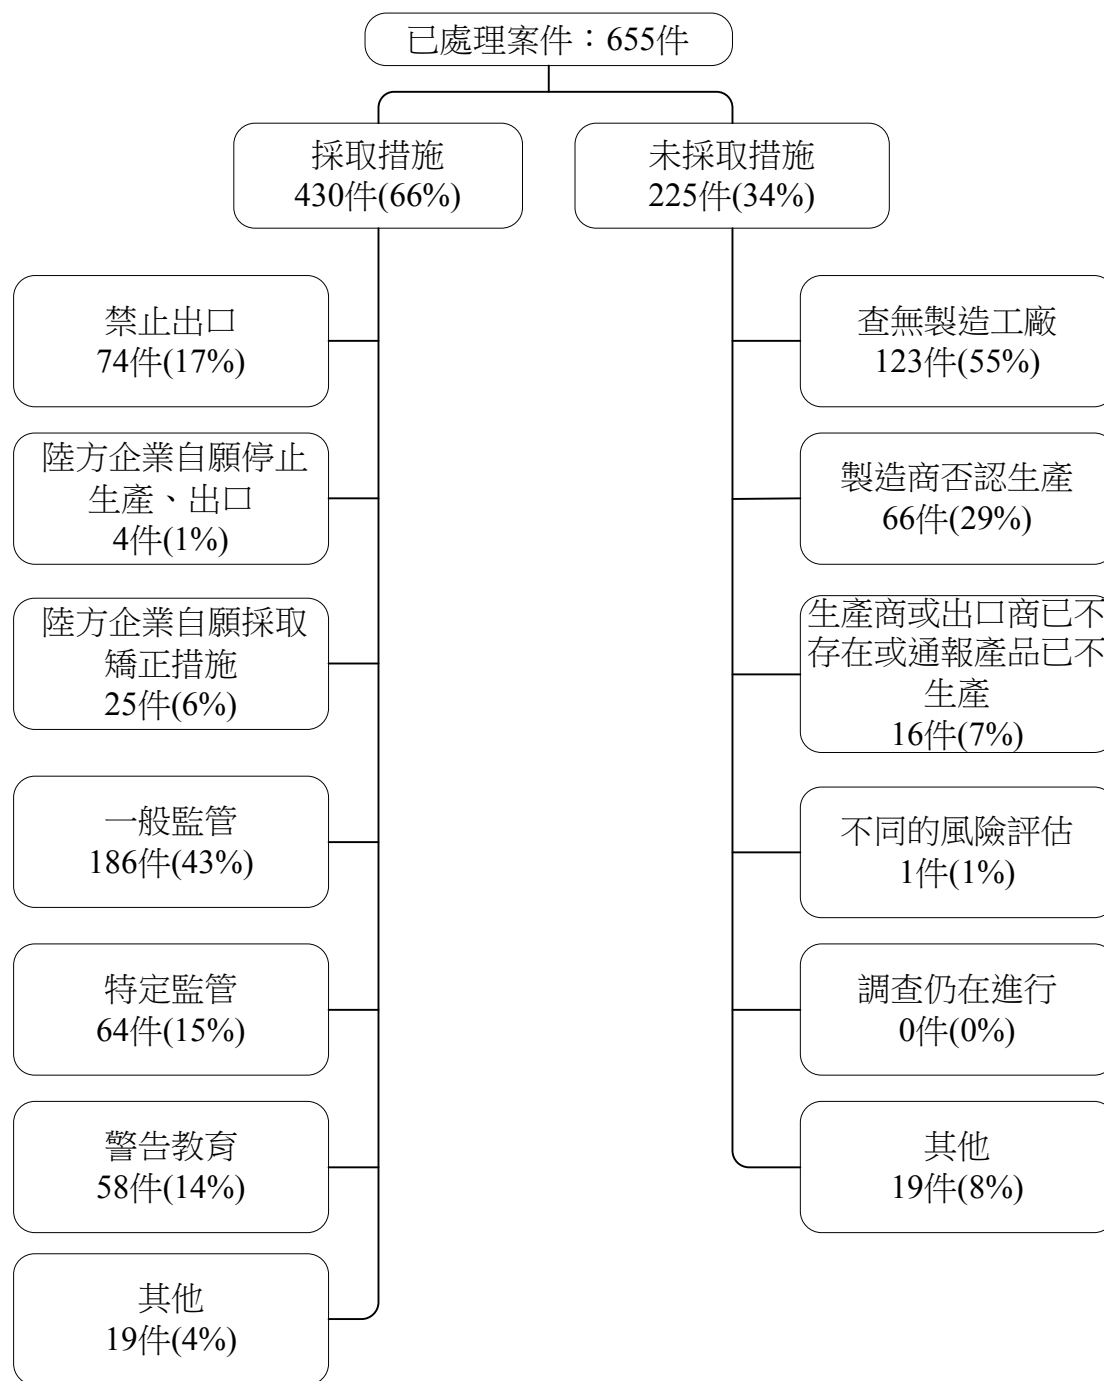 已處理案件：655件
採取措施
430件(66%)
未採取措施
225件(34%)
禁止出口
74件(17%)
陸方企業自願停止
生產、出口
4件(1%)
陸方企業自願採取
矯正措施
25件(6%)
一般監管
186件(43%)
特定監管
64件(15%)
警告教育
58件(14%)
其他
19件(4%)
查無製造工廠
123件(55%)
製造商否認生產
66件(29%)
生產商或出口商已不
存在或通報產品已不
生產
16件(7%)
不同的風險評估
1件(1%)
調查仍在進行
0件(0%)
其他
19件(8%)